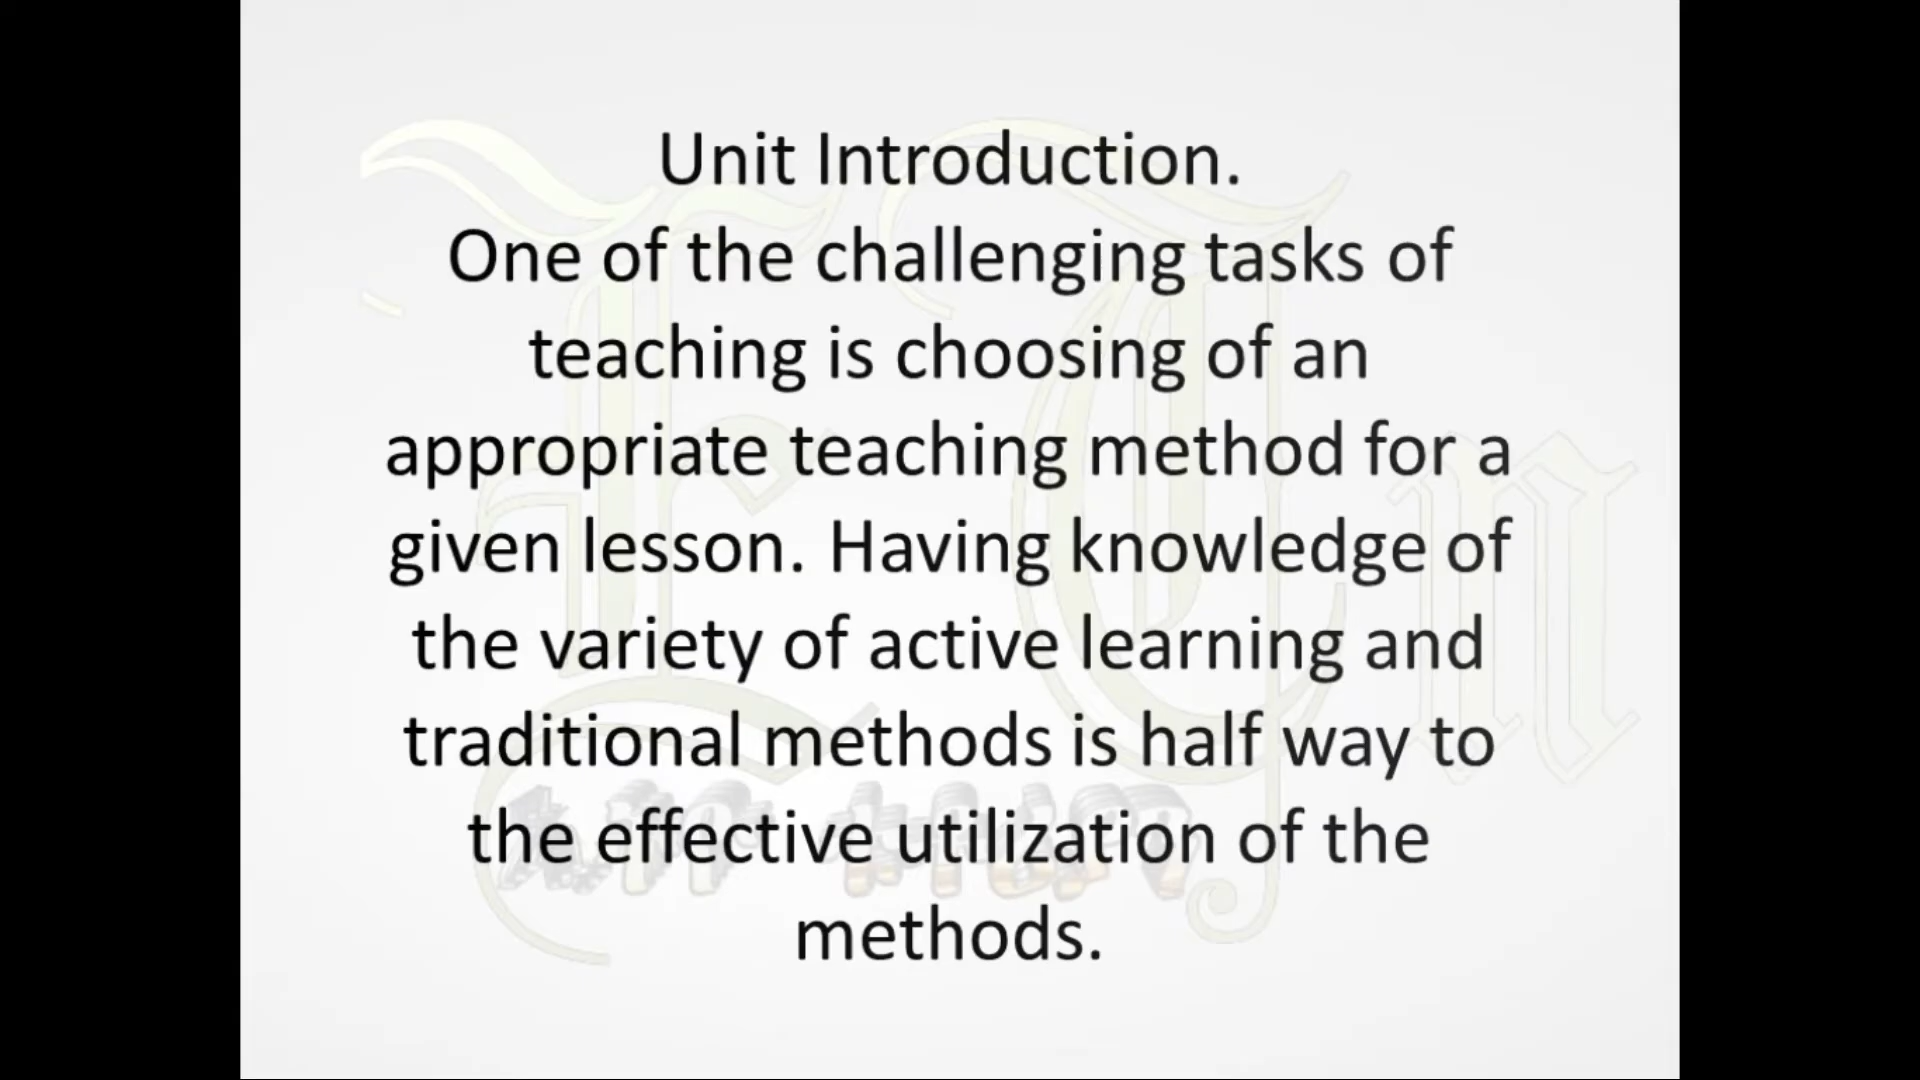 Unit Introduction.
One of the challenging tasks of
teaching is choosing of an
appropriate teaching method for a
given lesson. Having knowledge of
the variety of active learning and
traditional methods is half way to
the effective utilization of the
methods.